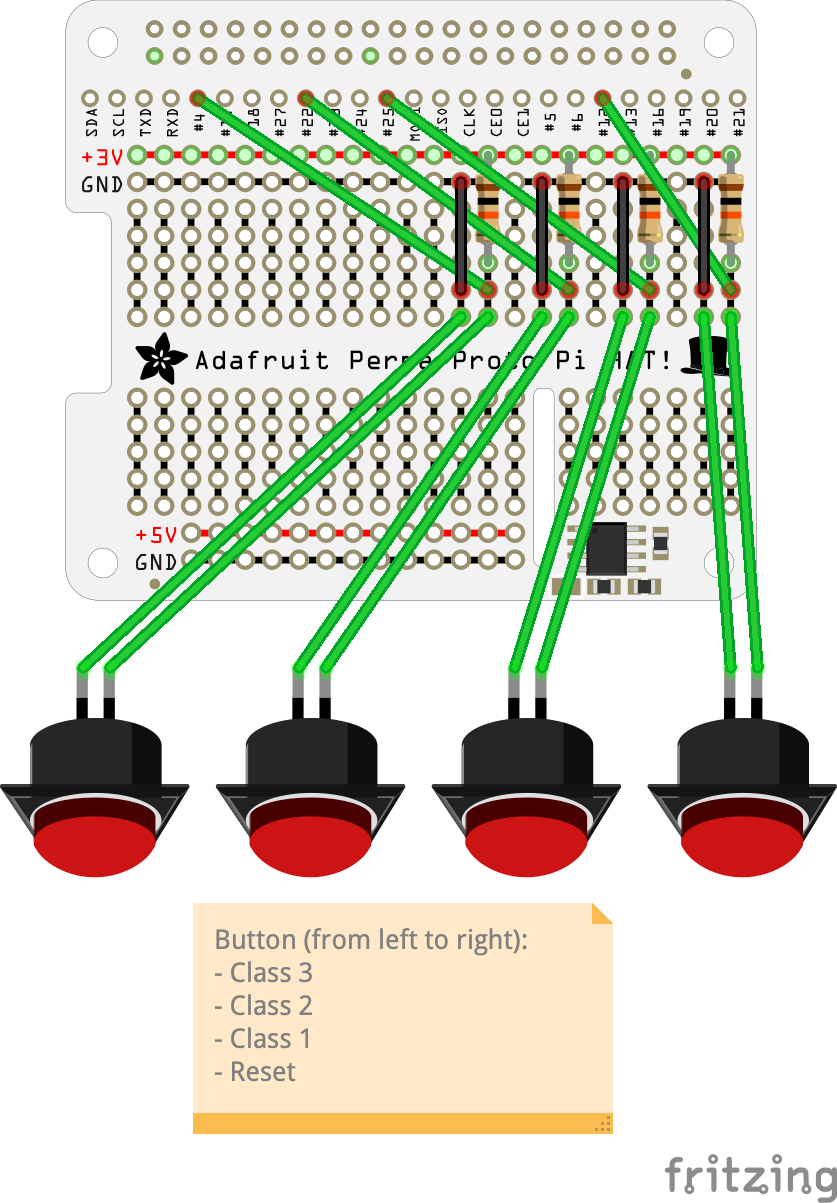 SDA SCL TXD RXD #4 18 #27 #22 #24 #25 CLK CE0 CE1 #5 #6 #13 #16 #19 #20 #21
+3V
GND
Adafruit Perma Proto Pi HAT!
+5V
GND
Button (from left to right):
- Class 3
- Class 2
- Class 1
- Reset
fritzing